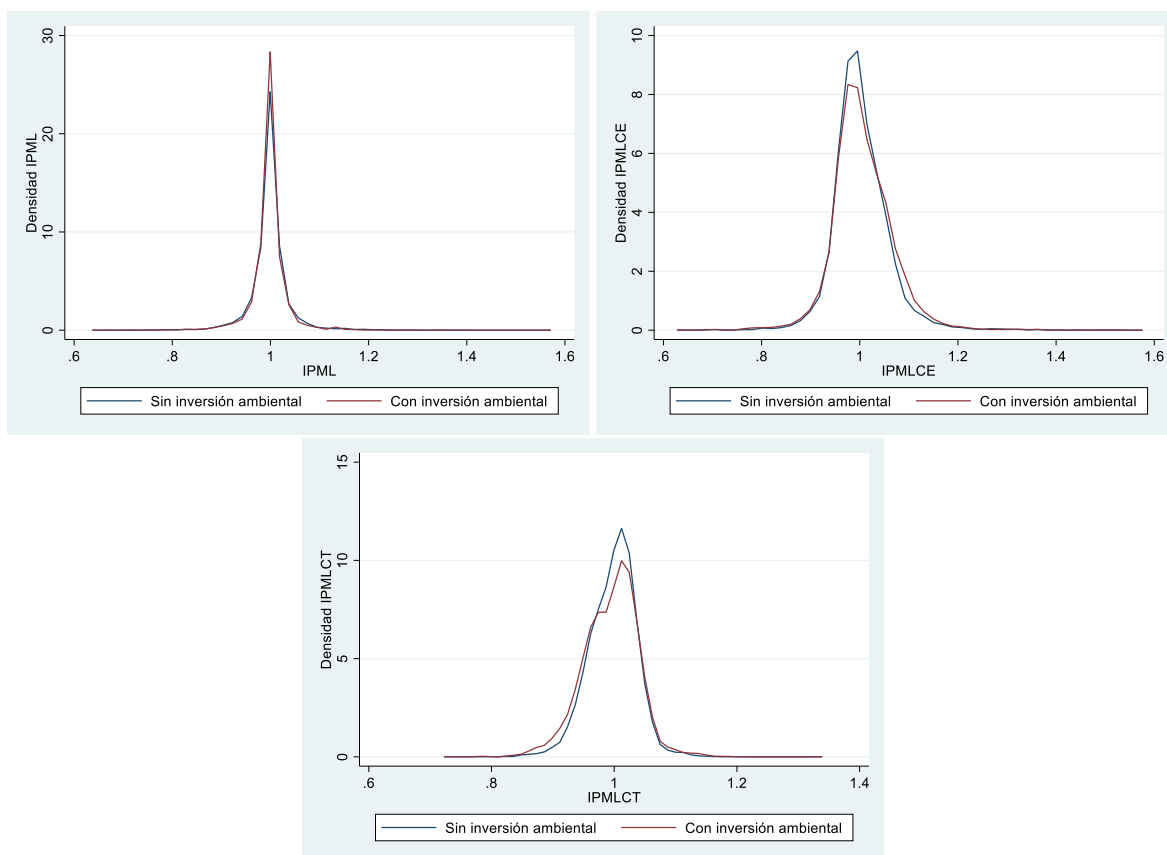 Densidad IPML
30
20
10
0
.6 .8 1 1.2 1.4 1.6
IPML
Sin inversión ambiental Con inversión ambiental
Densidad IPMLCE
10
8
6
4
2
0
.6 .8 1 1.2 1.4 1.6
IPMLCE
Sin inversión ambiental Con inversión ambiental
Densidad IPMLCT
15
10
5
0
.6 .8 1 1.2 1.4
IPMLCT
Sin inversión ambiental Con inversión ambiental